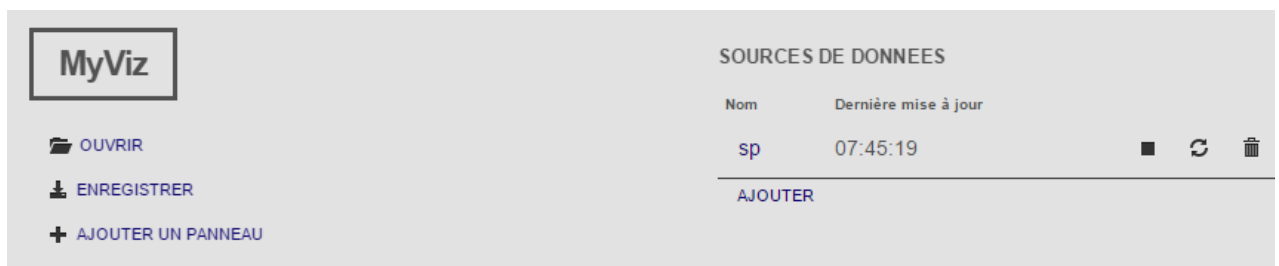 MyViz
OUVRIR
ENREGISTRER
AJOUTER UN PANNEAU
SOURCES DE DONNEES
Nom Dernière mise à jour
sp 07:45:19
AJOUTER